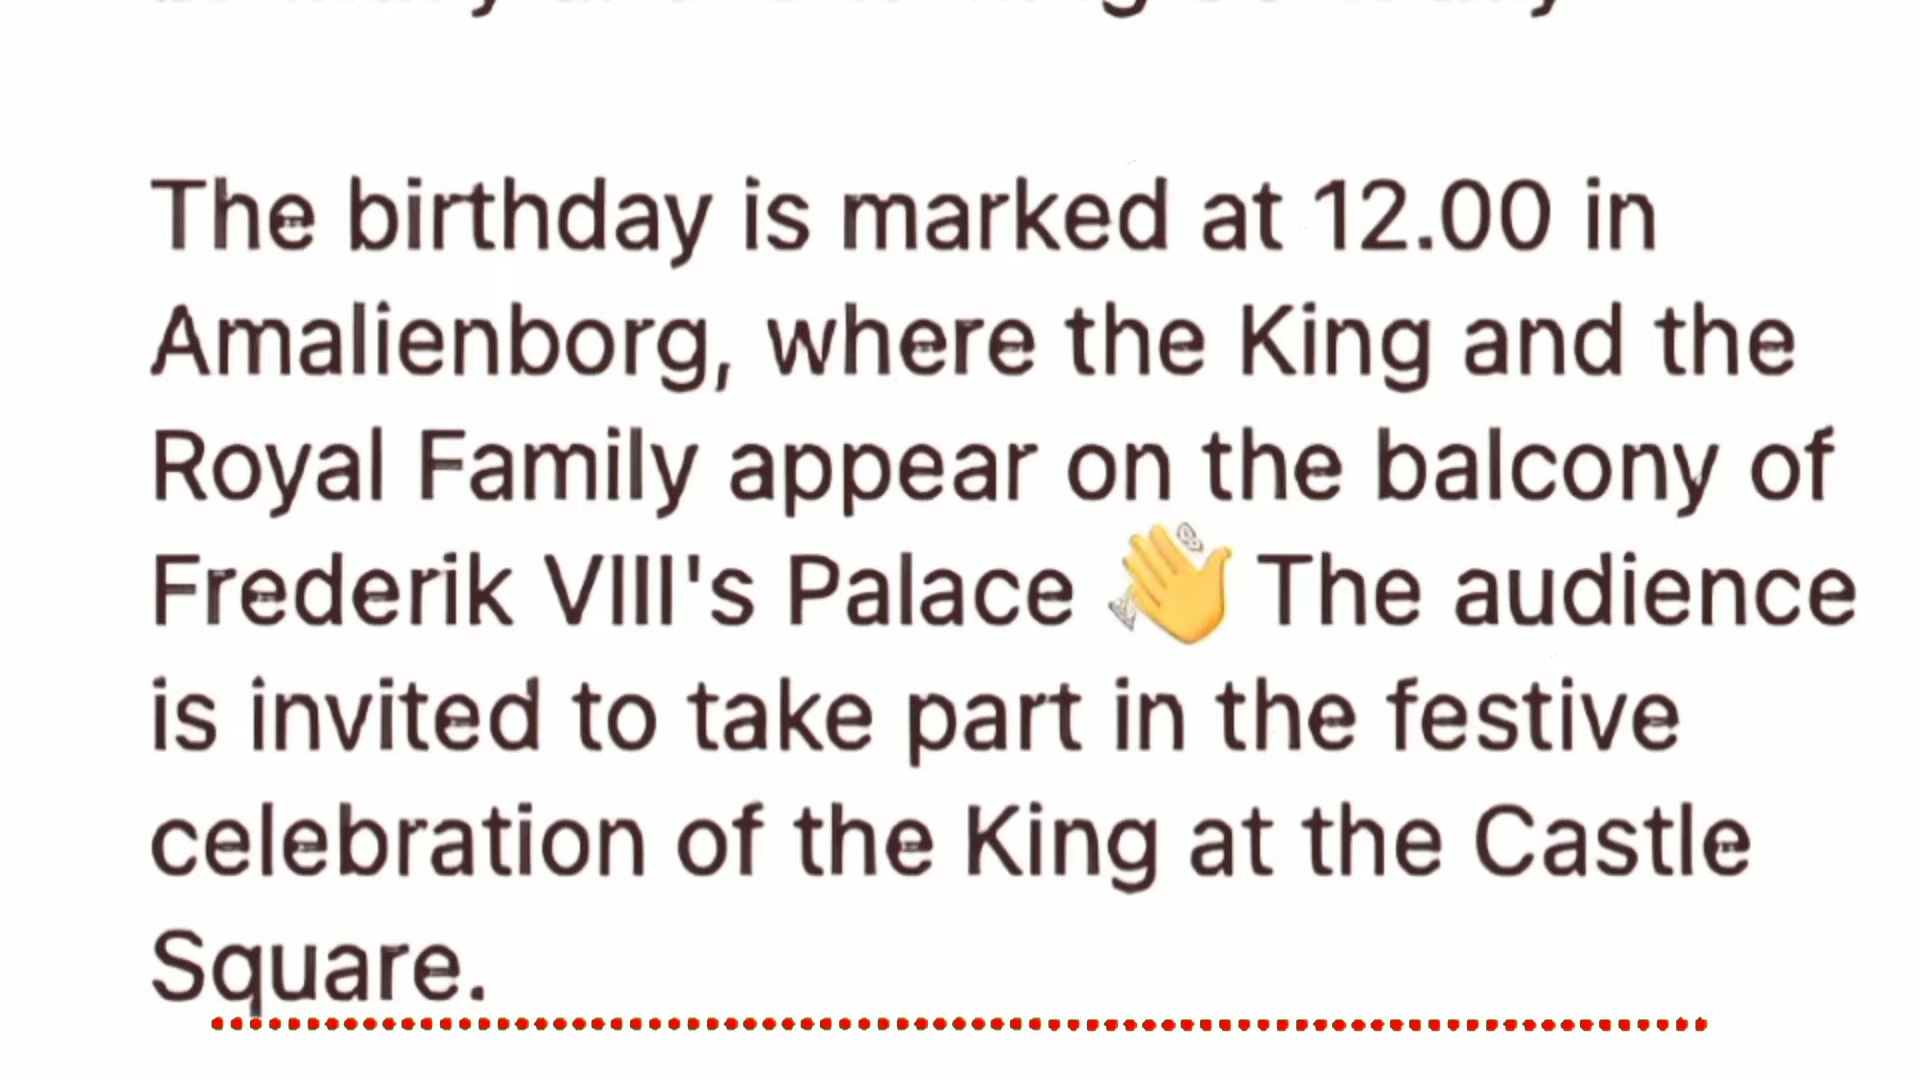 The birthday is marked at 12.00 in
Amalienborg, where the King and the
Royal Family appear on the balcony of
Frederik VIII's Palace 👋 The audience
is invited to take part in the festive
celebration of the King at the Castle
Square.